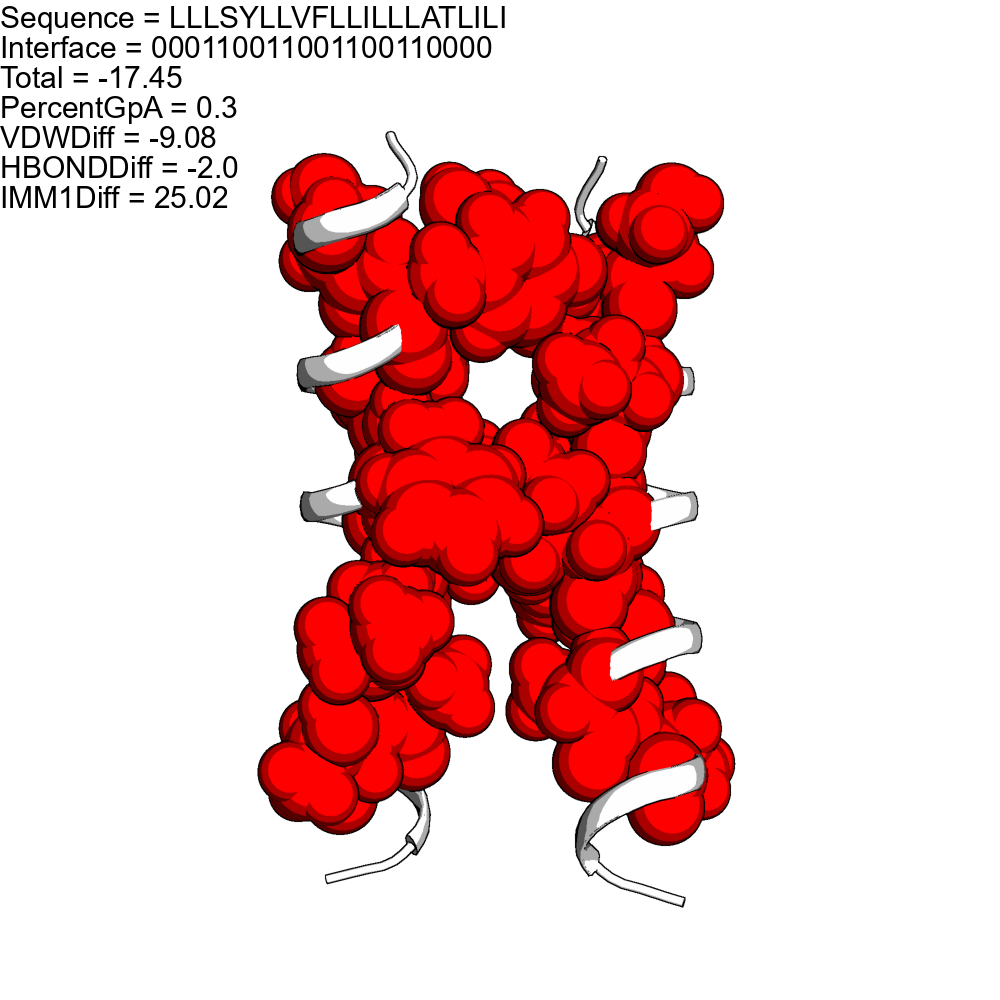 Sequence = LLLSYLLVFLLILLLATLILI
Interface = 000110011001100110000
Total = -17.45
PercentGpA = 0.3
VDWDiff = -9.08
HBONDDiff = -2.0
IMM1Diff = 25.02